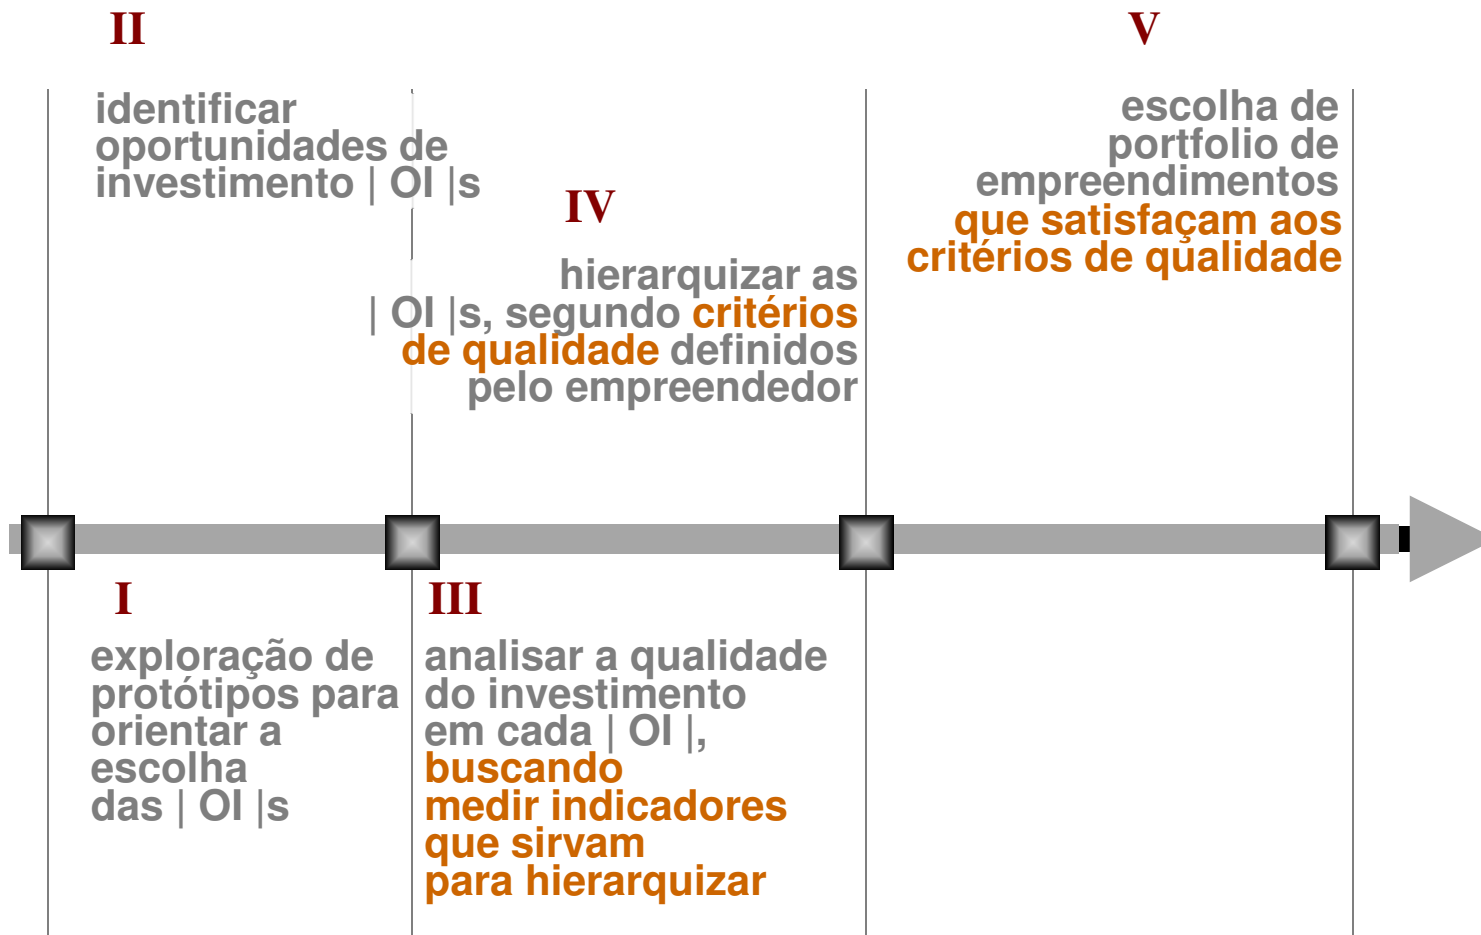 II
identificar
oportunidades de
investimento | OI |s
IV
hierarquizar as
| OI |s, segundo critérios
de qualidade definidos
pelo empreendedor
V
escolha de
portfolio de
empreendimentos
que satisfaçam aos
critérios de qualidade
I
exploração de
protótipos para
orientar a
escolha
das | OI |s
III
analisar a qualidade
do investimento
em cada | OI |,
buscando
medir indicadores
que sirvam
para hierarquizar